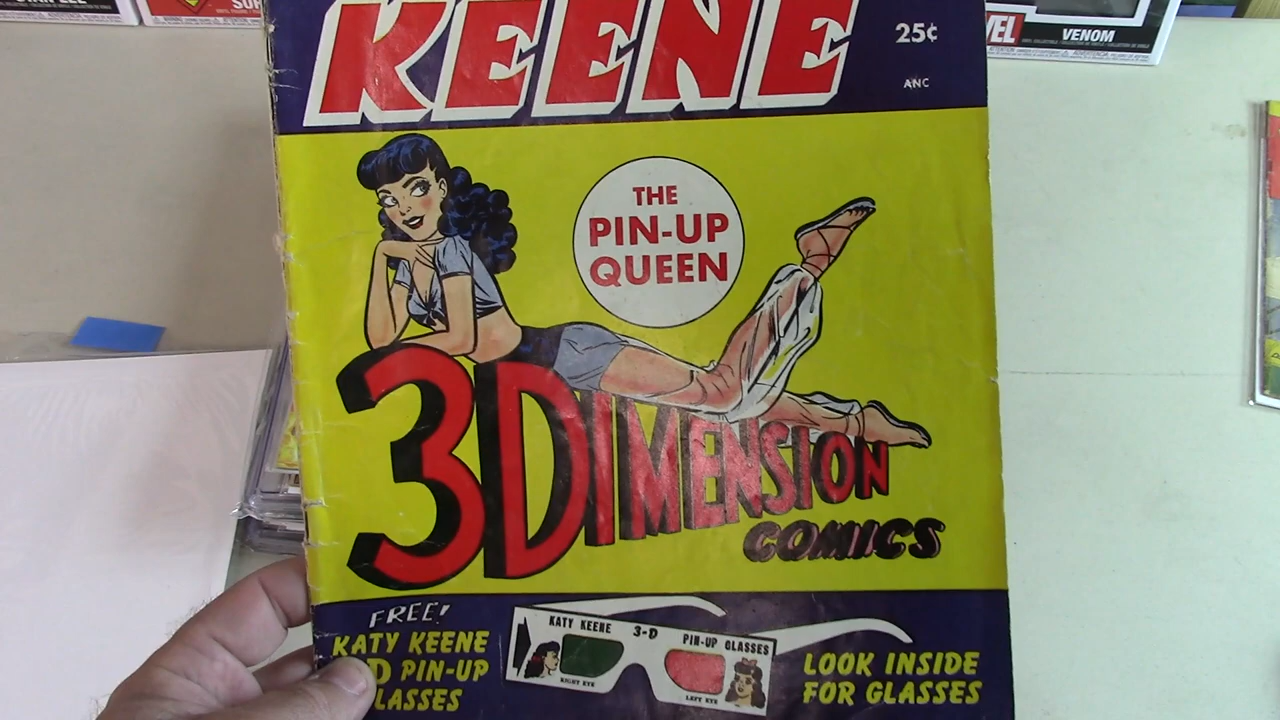 KEENE
25¢
ANC
THE
PIN-UP
QUEEN
3DIMENSION
COMICS
FREE!
KATY KEENE
D PIN-UP
LASSES
KATY KEENE 3-D PIN-UP GLASSES
RIGHT EYE
LEFT EYE
LOOK INSIDE
FOR GLASSES
VENOM